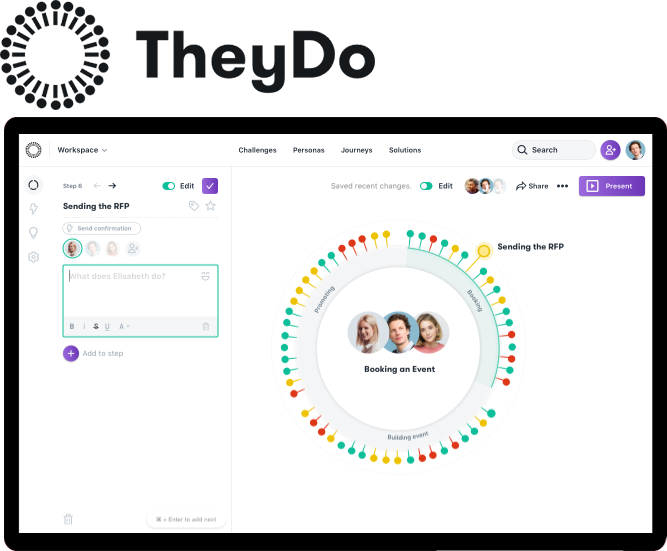 TheyDo
Workspace
Challenges
Personas
Journeys
Solutions
Search
Step 6
Edit
Saved recent changes.
Edit
Share
Present
Sending the RFP
Send confirmation
What does Elisabeth do?
B i S U A
Add to step
⌘ + Enter to add next
Sending the RFP
Promoting
Booking
Booking an Event
Building event